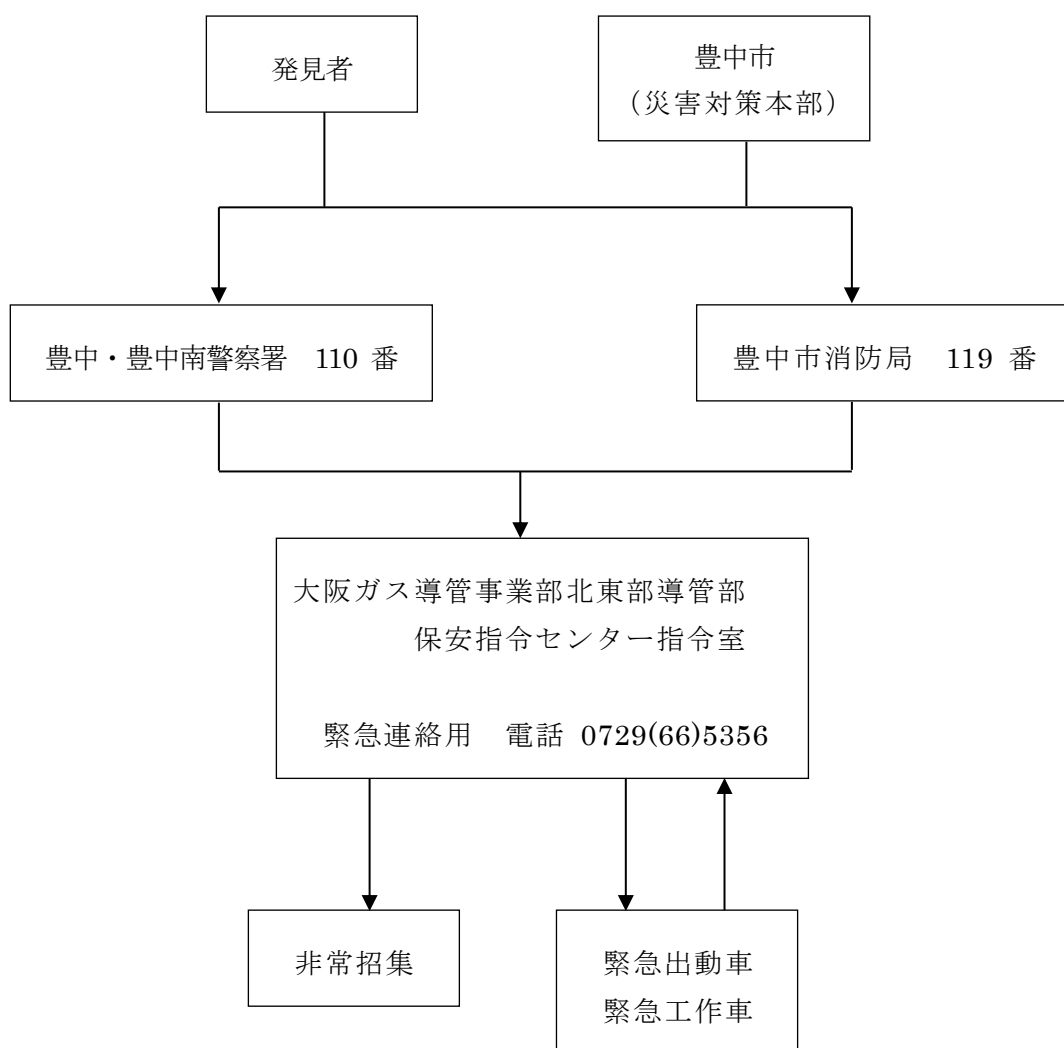 発見者
豊中市
（災害対策本部）
豊中・豊中南警察署　110 番
豊中市消防局　119 番
大阪ガス導管事業部北東部導管部
保安指令センター指令室
緊急連絡用　電話 0729(66)5356
非常招集
緊急出動車
緊急工作車